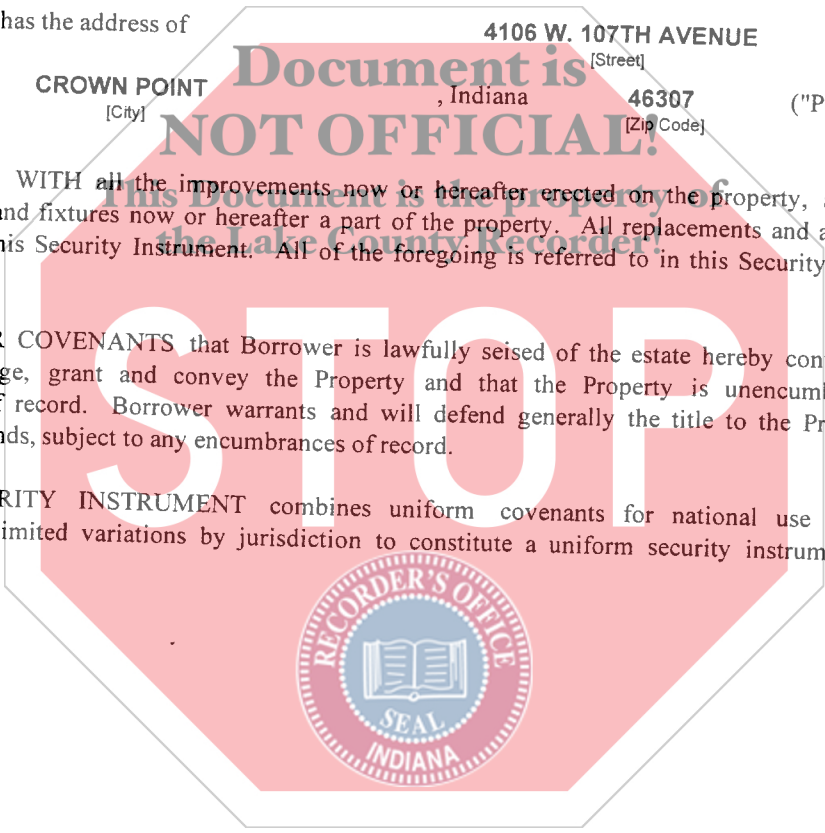 has the address of
4106 W. 107TH AVENUE
[Street]
CROWN POINT
[City]
, Indiana
46307
[Zip Code]
("P
Document is
NOT OFFICIAL!
This Document is the property of
the Lake County Recorder!
WITH all the improvements now or hereafter erected on the property,
and fixtures now or hereafter a part of the property. All replacements and a
his Security Instrument. All of the foregoing is referred to in this Security
R COVENANTS that Borrower is lawfully seised of the estate hereby con
ge, grant and convey the Property and that the Property is unencumb
f record. Borrower warrants and will defend generally the title to the Pr
nds, subject to any encumbrances of record.
STOP
RITY INSTRUMENT combines uniform covenants for national use
imited variations by jurisdiction to constitute a uniform security instrum
RECORDER'S OFFICE
SEAL
INDIANA